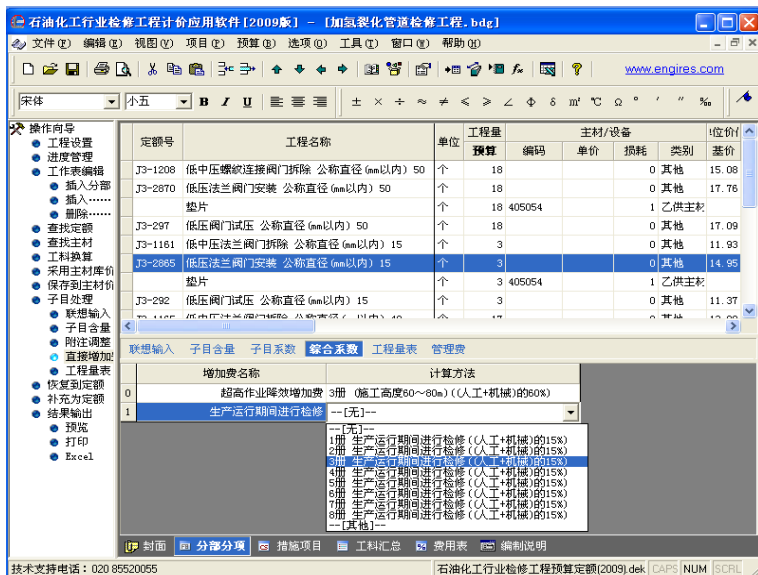 石油化工行业检修工程计价应用软件[2009版] - [加氢裂化管道检修工程.bdg]
文件(F) 编辑(E) 视图(V) 项目(P) 预算(B) 选项(O) 工具(T) 窗口(W) 帮助(H)
www.engires.com
宋体 小五 B I U ± × ÷ ≈ ≠ ≤ ≥ ∠ Φ δ m² ℃ Ω ° ′ ″ ‰
操作向导
工程设置
进度管理
工作表编辑
插入分部
插入……
删除……
查找定额
查找主材
工料换算
采用主材库价
保存到主材价
子目处理
联想输入
子目含量
附注调整
直接增加
工程量表
恢复到定额
补充为定额
结果输出
预览
打印
Excel
定额号 工程名称 单位 工程量 主材/设备 位价
预算 编码 单价 损耗 类别 基价
J3-1208 低中压螺纹连接阀门拆除 公称直径(mm以内) 50 个 18 0 其他 15.08
J3-2870 低压法兰阀门安装 公称直径(mm以内) 50 个 18 0 其他 17.76
垫片 个 18 405054 1 乙供主材
J3-297 低压阀门试压 公称直径(mm以内) 50 个 18 0 其他 17.09
J3-1161 低中压法兰阀门拆除 公称直径(mm以内) 15 个 3 0 其他 11.93
J3-2865 低压法兰阀门安装 公称直径(mm以内) 15 个 3 0 其他 14.95
垫片 个 3 405054 1 乙供主材
J3-292 低压阀门试压 公称直径(mm以内) 15 个 3 0 其他 11.37
联想输入 子目含量 子目系数 综合系数 工程量表 管理费
增加费名称 计算方法
0 超高作业降效增加费 3册 (施工高度60~80m)((人工+机械)的60%)
1 生产运行期间进行检修 --[无]--
--[无]--
1册 生产运行期间进行检修((人工+机械)的15%)
2册 生产运行期间进行检修((人工+机械)的15%)
3册 生产运行期间进行检修((人工+机械)的15%)
4册 生产运行期间进行检修((人工+机械)的15%)
5册 生产运行期间进行检修((人工+机械)的15%)
6册 生产运行期间进行检修((人工+机械)的15%)
7册 生产运行期间进行检修((人工+机械)的15%)
8册 生产运行期间进行检修((人工+机械)的15%)
--[其他]--
封面 分部分项 措施项目 工料汇总 费用表 编制说明
技术支持电话：020 85520055 石油化工行业检修工程预算定额(2009).dek CAPS NUM SCRL